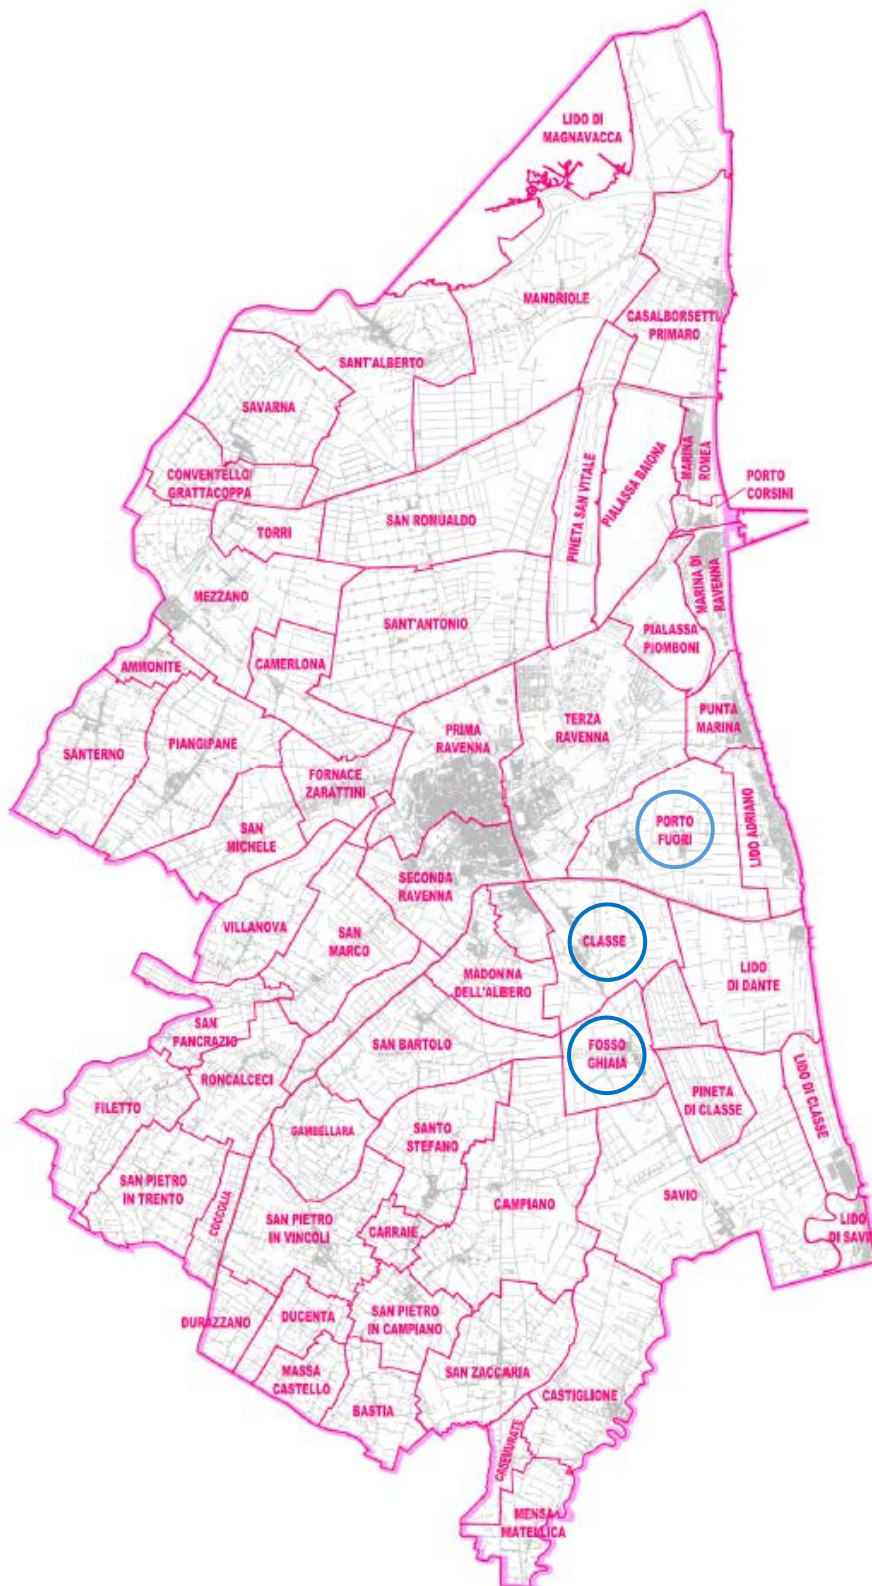 LIDO DI
MAGNAVACCA
MANDRIOLE
CASALBORSETTI
PRIMARO
SANT'ALBERTO
SAVARNA
CONVENTELLO/
GRATTACOPPA
MARINA
ROMEA
PORTO
CORSINI
PINETA SAN VITALE
PIALASSA BAIONA
TORRI
SAN ROMUALDO
MARINA DI
RAVENNA
MEZZANO
SANT'ANTONIO
PIALASSA
PIOMBONI
AMMONITE
CAMERLONA
PUNTA
MARINA
TERZA
RAVENNA
PRIMA
RAVENNA
SANTERNO
PIANGIPANE
FORNACE
ZARATTINI
LIDO ADRIANO
PORTO
FUORI
SAN
MICHELE
SECONDA
RAVENNA
VILLANOVA
SAN
MARCO
CLASSE
MADONNA
DELL'ALBERO
LIDO
DI DANTE
SAN
PANCRAZIO
SAN BARTOLO
FOSSO
GHIAIA
RONCALCECI
PINETA
DI CLASSE
LIDO DI CLASSE
FILETTO
GAMBELLARA
SANTO
STEFANO
SAN PIETRO
IN TRENTO
COCCOLIA
SAN PIETRO
IN VINCOLI
CARRAIE
CAMPIANO
SAVIO
LIDO
DI SAVIO
DURAZZANO
DUCENTA
SAN PIETRO
IN CAMPIANO
MASSA
CASTELLO
SAN ZACCARIA
CASTIGLIONE
BASTIA
CASEMURATE
MENSA
MATELLICA